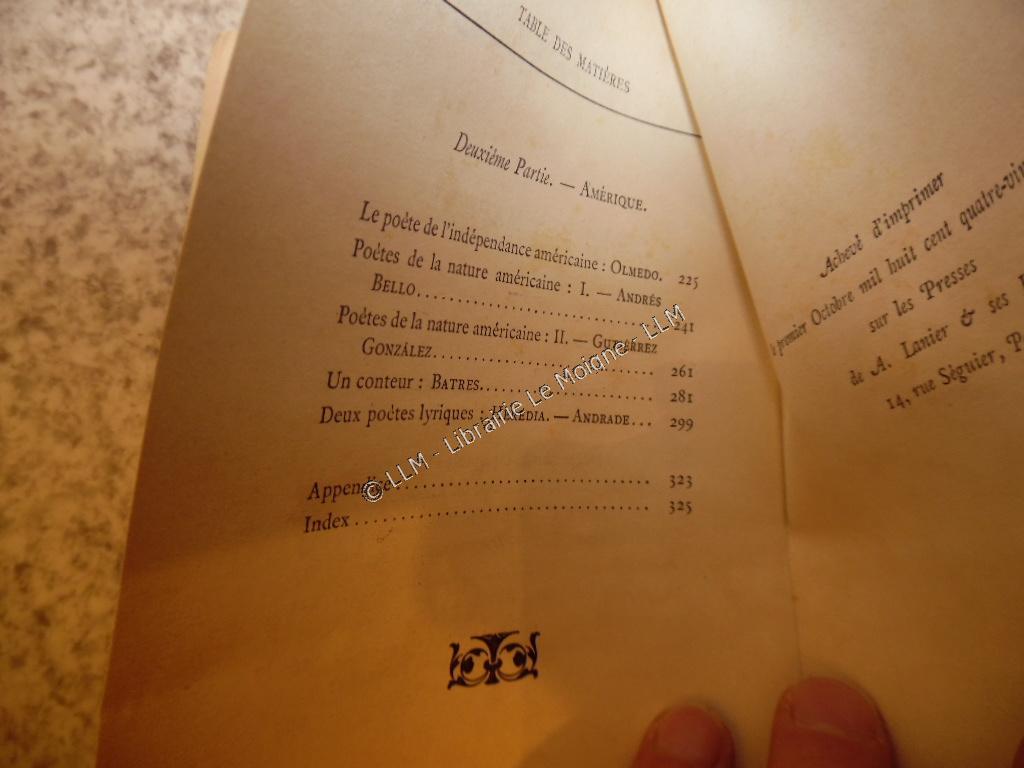 TABLE DES MATIÈRES
Deuxième Partie. — AMÉRIQUE.
Le poète de l'indépendance américaine : OLMEDO. 225
Poètes de la nature américaine : I. — ANDRÉS
BELLO........................ 241
Poètes de la nature américaine : II. — GUTIÉRREZ
GONZÁLEZ........................ 261
Un conteur : BATRES........................ 281
Deux poètes lyriques : HEREDIA. — ANDRADE... 299
Appendice........................ 323
Index........................ 325
© LLM - Librairie Le Moigne - LLM
Achevé d'imprimer
premier Octobre mil huit cent quatre-vin
sur les Presses
de A. Lanier & ses
14, rue Séguier, P